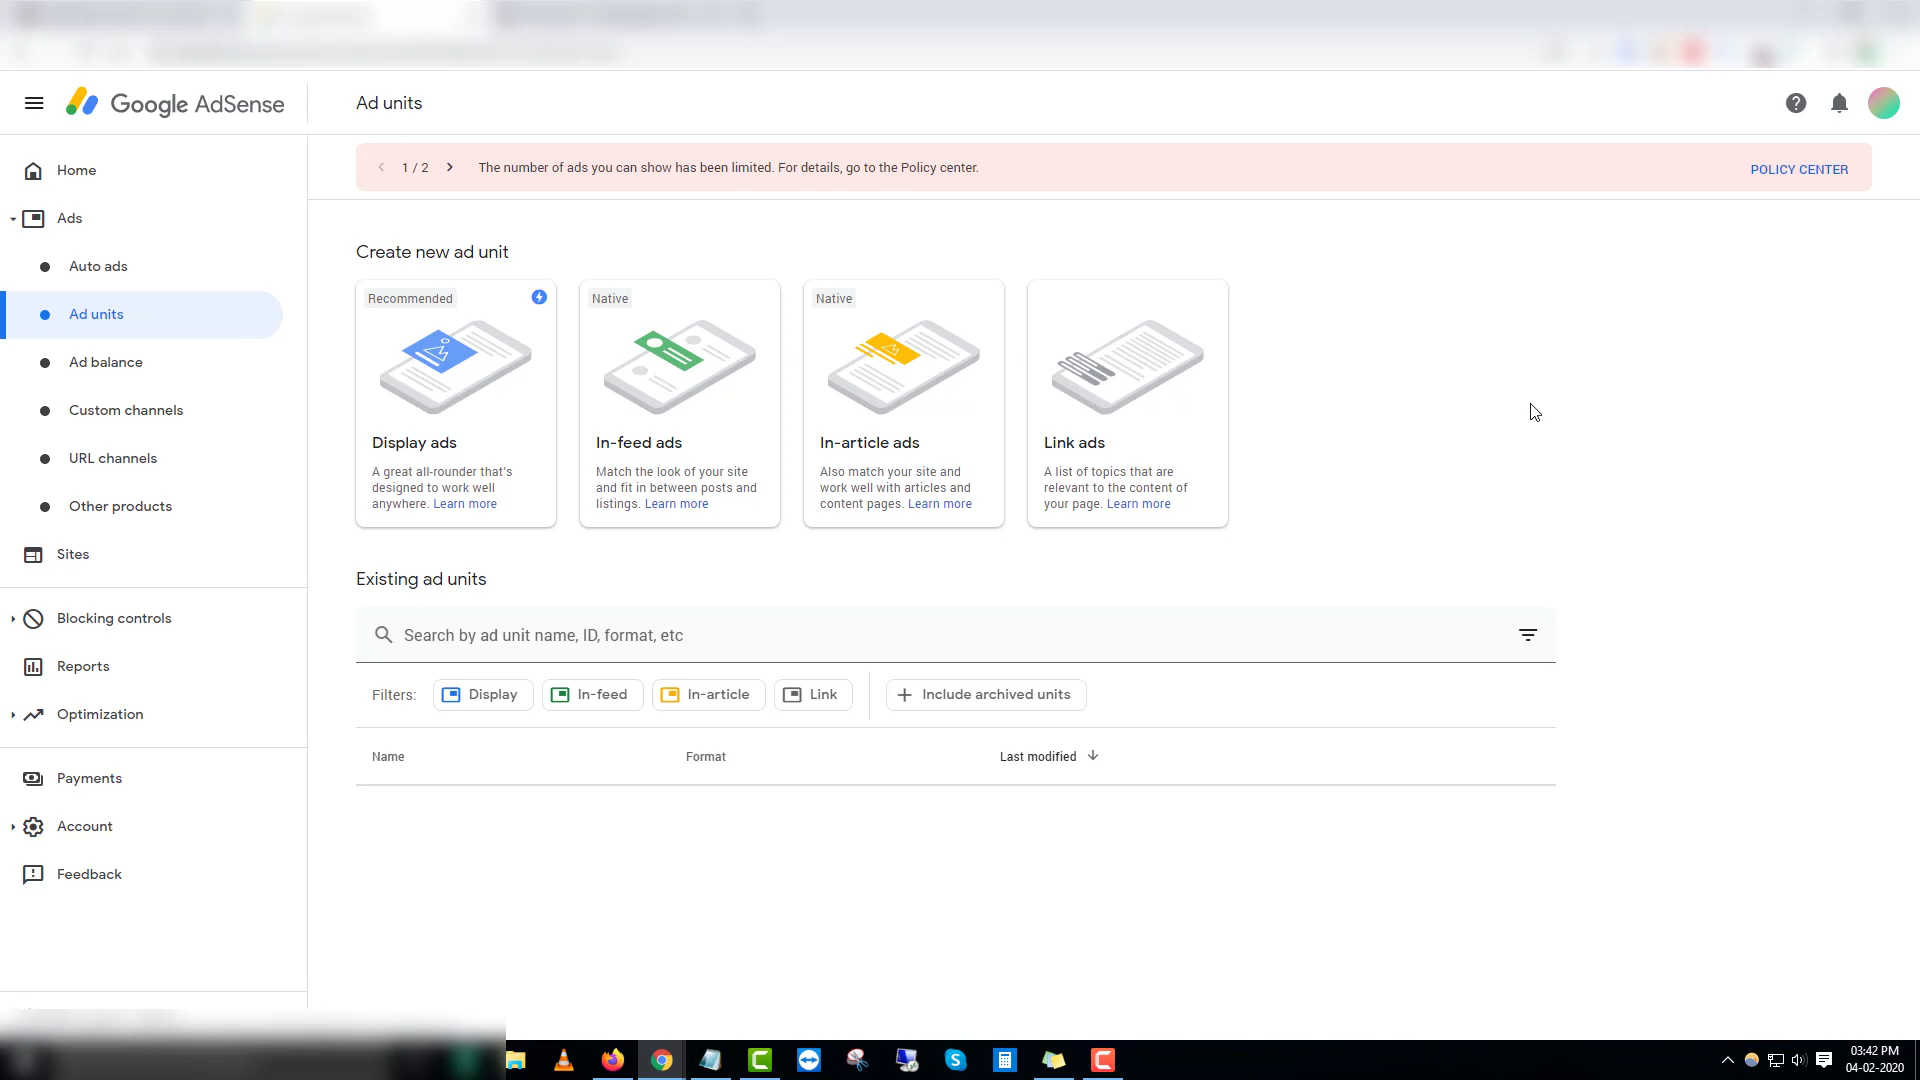 Google AdSense
Ad units
Home
Ads
Auto ads
Ad units
Ad balance
Custom channels
URL channels
Other products
Sites
Blocking controls
Reports
Optimization
Payments
Account
Feedback
1 / 2
The number of ads you can show has been limited. For details, go to the Policy center.
POLICY CENTER
Create new ad unit
Recommended
Display ads
A great all-rounder that's
designed to work well
anywhere. Learn more
Native
In-feed ads
Match the look of your site
and fit in between posts and
listings. Learn more
Native
In-article ads
Also match your site and
work well with articles and
content pages. Learn more
Link ads
A list of topics that are
relevant to the content of
your page. Learn more
Existing ad units
Search by ad unit name, ID, format, etc
Filters: Display In-feed In-article Link Include archived units
Name Format Last modified
03:42 PM
04-02-2020